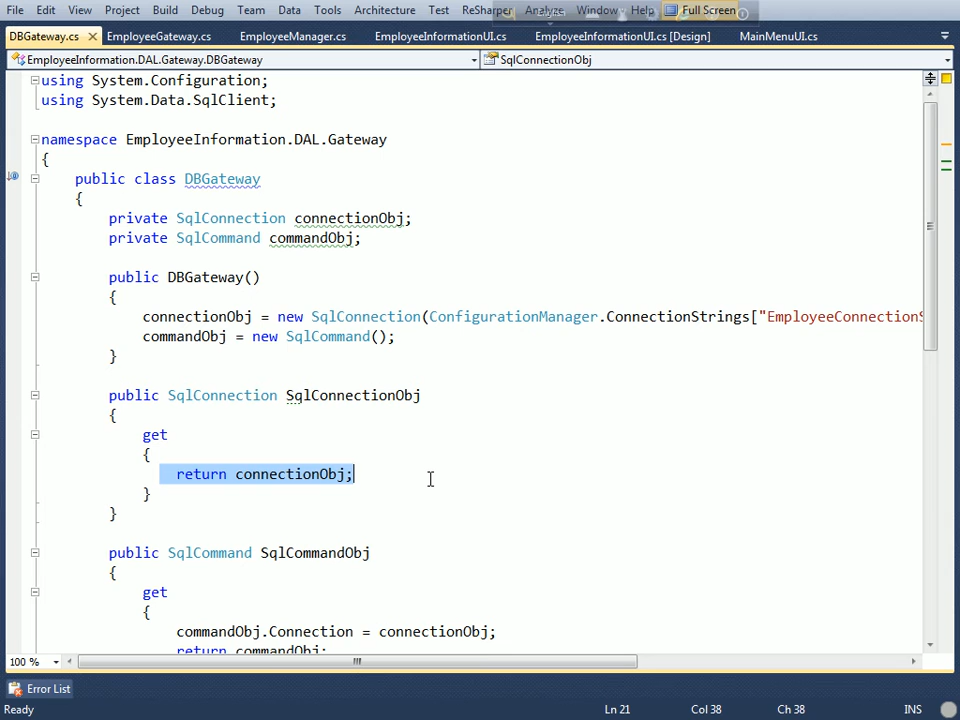 File Edit View Project Build Debug Team Data Tools Architecture Test ReSharper Analyze Window Help Full Screen
DBGateway.cs EmployeeGateway.cs EmployeeManager.cs EmployeeInformationUI.cs EmployeeInformationUI.cs [Design] MainMenuUI.cs
EmployeeInformation.DAL.Gateway.DBGateway SqlConnectionObj
using System.Configuration;
using System.Data.SqlClient;
namespace EmployeeInformation.DAL.Gateway
{
public class DBGateway
{
private SqlConnection connectionObj;
private SqlCommand commandObj;
public DBGateway()
{
connectionObj = new SqlConnection(ConfigurationManager.ConnectionStrings["EmployeeConnectionS
commandObj = new SqlCommand();
}
public SqlConnection SqlConnectionObj
{
get
{
return connectionObj;
}
}
public SqlCommand SqlCommandObj
{
get
{
commandObj.Connection = connectionObj;
return commandObj;
100 %
Error List
Ready Ln 21 Col 38 Ch 38 INS